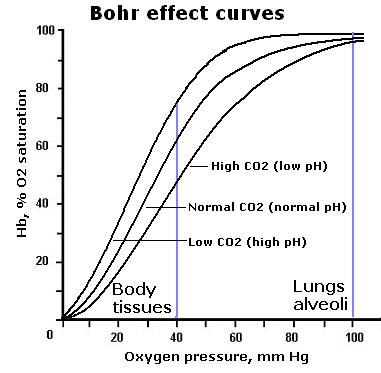 Bohr effect curves
Hb, % O2 saturation
100
80
60
40
20
0
High CO2 (low pH)
Normal CO2 (normal pH)
Low CO2 (high pH)
Body
tissues
Lungs
alveoli
20
40
60
80
100
Oxygen pressure, mm Hg